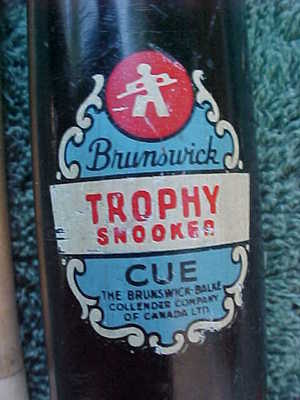 Brunswick
TROPHY
SNOOKER
CUE
THE BRUNSWICK-BALKE
COLLENDER COMPANY
OF CANADA LTD